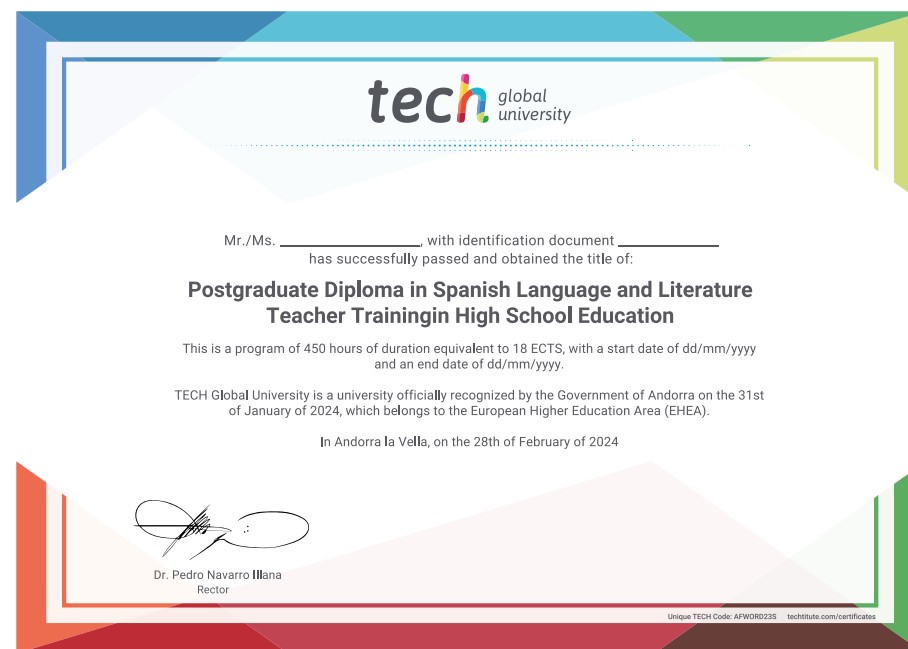 tech global university
Mr./Ms. ____________, with identification document ____________
has successfully passed and obtained the title of:
Postgraduate Diploma in Spanish Language and Literature
Teacher Trainingin High School Education
This is a program of 450 hours of duration equivalent to 18 ECTS, with a start date of dd/mm/yyyy
and an end date of dd/mm/yyyy.
TECH Global University is a university officially recognized by the Government of Andorra on the 31st
of January of 2024, which belongs to the European Higher Education Area (EHEA).
In Andorra la Vella, on the 28th of February of 2024
Dr. Pedro Navarro Illana
Rector
Unique TECH Code: AFWORD23S techtitute.com/certificates